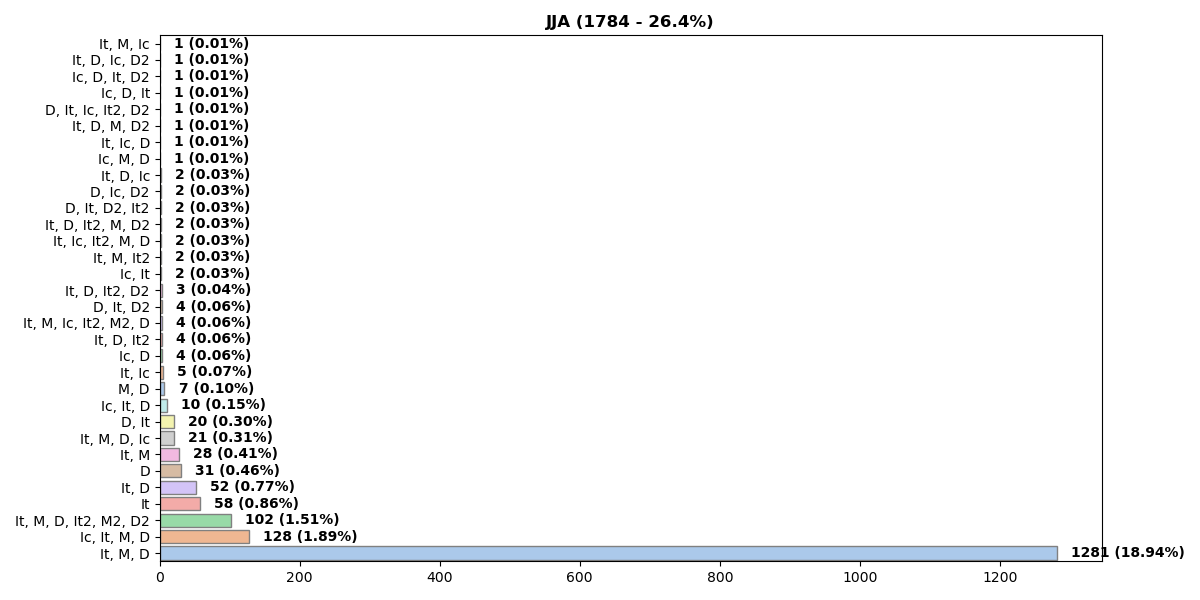 JJA (1784 - 26.4%)
It, M, Ic 1 (0.01%)
It, D, Ic, D2 1 (0.01%)
Ic, D, It, D2 1 (0.01%)
Ic, D, It 1 (0.01%)
D, It, Ic, It2, D2 1 (0.01%)
It, D, M, D2 1 (0.01%)
It, Ic, D 1 (0.01%)
Ic, M, D 1 (0.01%)
It, D, Ic 2 (0.03%)
D, Ic, D2 2 (0.03%)
D, It, D2, It2 2 (0.03%)
It, D, It2, M, D2 2 (0.03%)
It, Ic, It2, M, D 2 (0.03%)
It, M, It2 2 (0.03%)
Ic, It 2 (0.03%)
It, D, It2, D2 3 (0.04%)
D, It, D2 4 (0.06%)
It, M, Ic, It2, M2, D 4 (0.06%)
It, D, It2 4 (0.06%)
Ic, D 4 (0.06%)
It, Ic 5 (0.07%)
M, D 7 (0.10%)
Ic, It, D 10 (0.15%)
D, It 20 (0.30%)
It, M, D, Ic 21 (0.31%)
It, M 28 (0.41%)
D 31 (0.46%)
It, D 52 (0.77%)
It 58 (0.86%)
It, M, D, It2, M2, D2 102 (1.51%)
Ic, It, M, D 128 (1.89%)
It, M, D 1281 (18.94%)
0 200 400 600 800 1000 1200